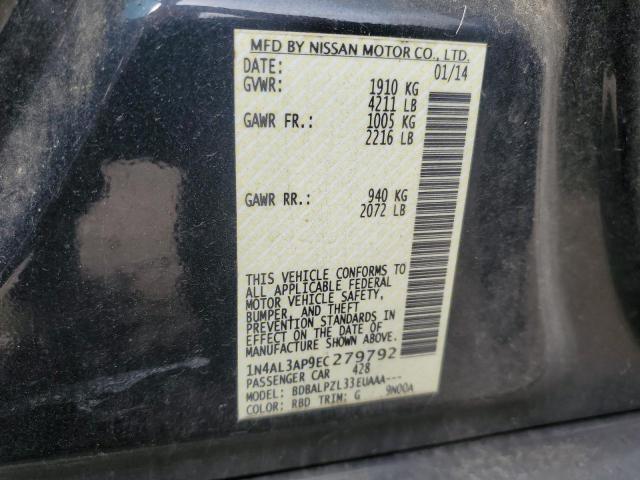 MFD BY NISSAN MOTOR CO., LTD.
DATE: 01/14
GVWR: 1910 KG
4211 LB
GAWR FR.: 1005 KG
2216 LB
GAWR RR.: 940 KG
2072 LB
THIS VEHICLE CONFORMS TO
ALL APPLICABLE FEDERAL
MOTOR VEHICLE SAFETY,
BUMPER, AND THEFT
PREVENTION STANDARDS IN
EFFECT ON THE DATE OF
MANUFACTURE SHOWN ABOVE.
1N4AL3AP9EC279792
PASSENGER CAR 428
MODEL: BDBALPZL33EUAAA---
COLOR: RBD TRIM: G 9N00A